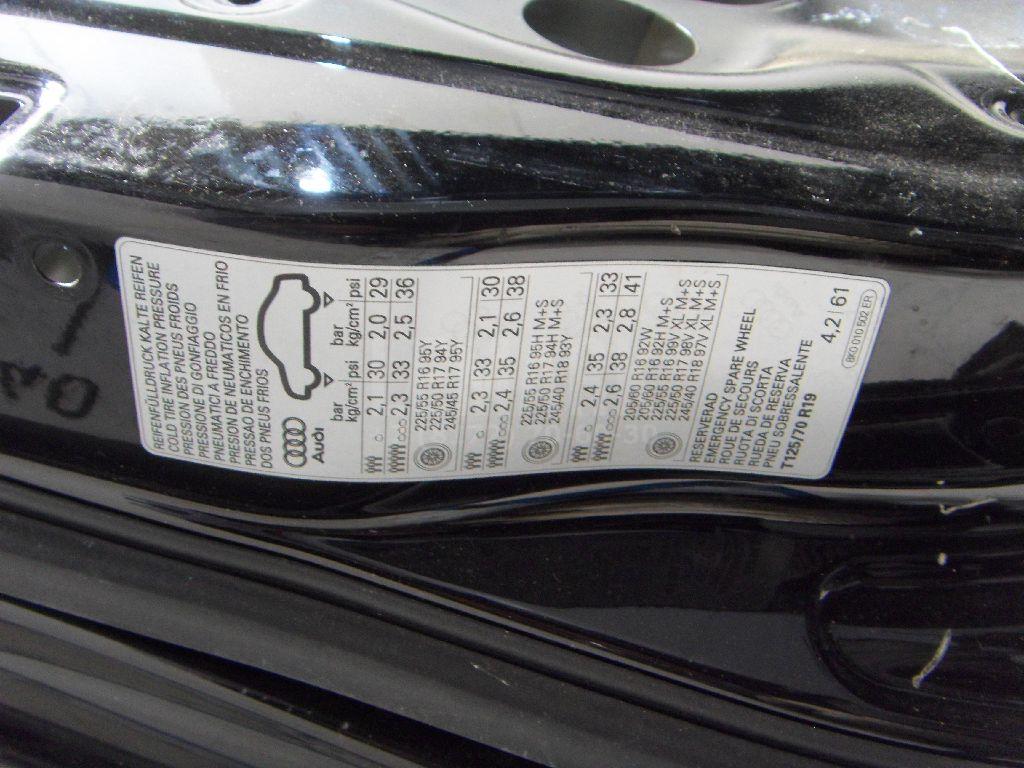 REIFENFÜLLDRUCK KALTE REIFEN
COLD TIRE INFLATION PRESSURE
PRESSION DES PNEUS FROIDS
PRESSIONE DI GONFIAGGIO
PNEUMATICI A FREDDO
PRESION DE NEUMATICOS EN FRIO
PRESSAO DE ENCHIMENTO
DOS PNEUS FRIOS
Audi
bar psi bar psi
kg/cm² kg/cm²
2,1 30 2,0 29
2,3 33 2,5 36
225/55 R16 95Y
225/50 R17 94Y
245/45 R17 95Y
2,3 33 2,1 30
2,4 35 2,6 38
225/55 R16 95H M+S
225/50 R17 94H M+S
245/40 R18 93Y
2,4 35 2,3 33
2,6 38 2,8 41
205/60 R16 92W
205/60 R16 92H M+S
225/55 R16 99V XL M+S
225/50 R17 98V XL M+S
245/40 R18 97V XL M+S
RESERVERAD
EMERGENCY SPARE WHEEL
ROUE DE SECOURS
RUOTA DI SCORTA
RUEDA DE RESERVA
PNEU SOBRESSALENTE
T125/70 R19 4,2 61
8K0 010 502 ER